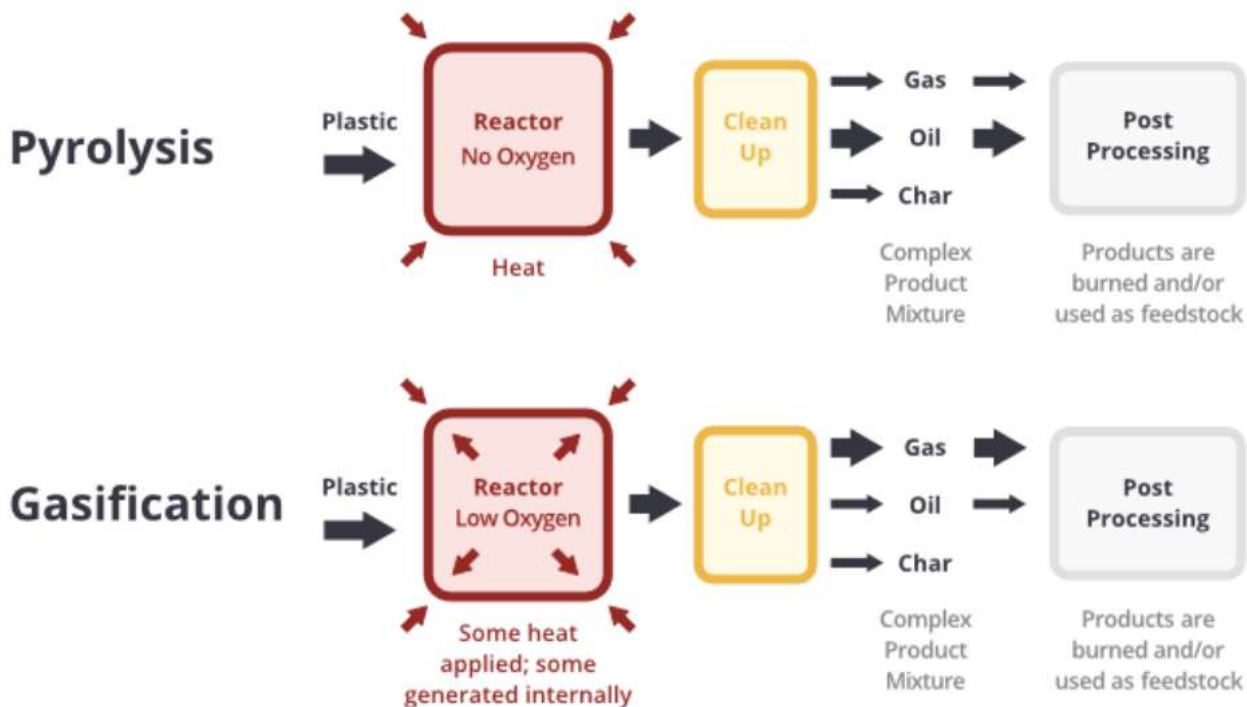 Pyrolysis
Plastic
Reactor
No Oxygen
Heat
Clean
Up
Gas
Oil
Char
Complex
Product
Mixture
Post
Processing
Products are
burned and/or
used as feedstock
Gasification
Plastic
Reactor
Low Oxygen
Some heat
applied; some
generated internally
Clean
Up
Gas
Oil
Char
Complex
Product
Mixture
Post
Processing
Products are
burned and/or
used as feedstock